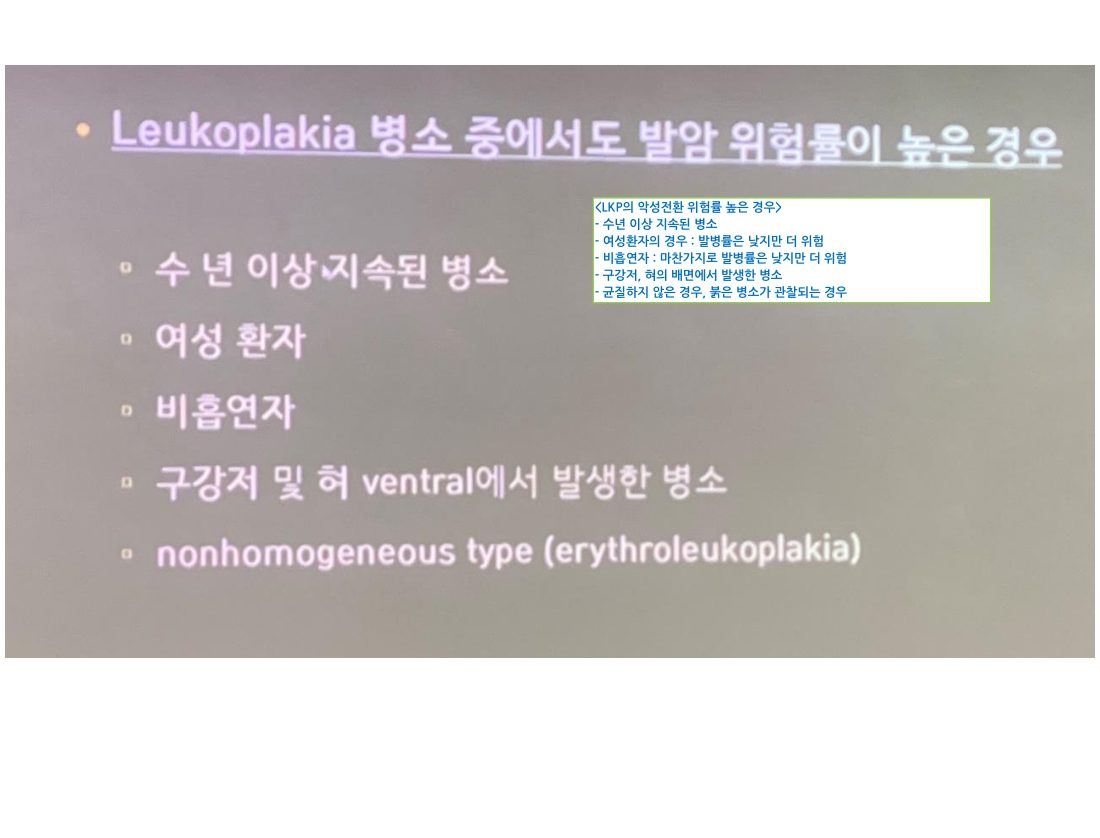 • Leukoplakia 병소 중에서도 발암 위험률이 높은 경우
<LKP의 악성전환 위험률 높은 경우>
- 수년 이상 지속된 병소
- 여성환자의 경우 : 발병률은 낮지만 더 위험
- 비흡연자 : 마찬가지로 발병률은 낮지만 더 위험
- 구강저, 혀의 배면에서 발생한 병소
- 균질하지 않은 경우, 붉은 병소가 관찰되는 경우
▫ 수 년 이상 지속된 병소
▫ 여성 환자
▫ 비흡연자
▫ 구강저 및 혀 ventral에서 발생한 병소
▫ nonhomogeneous type (erythroleukoplakia)